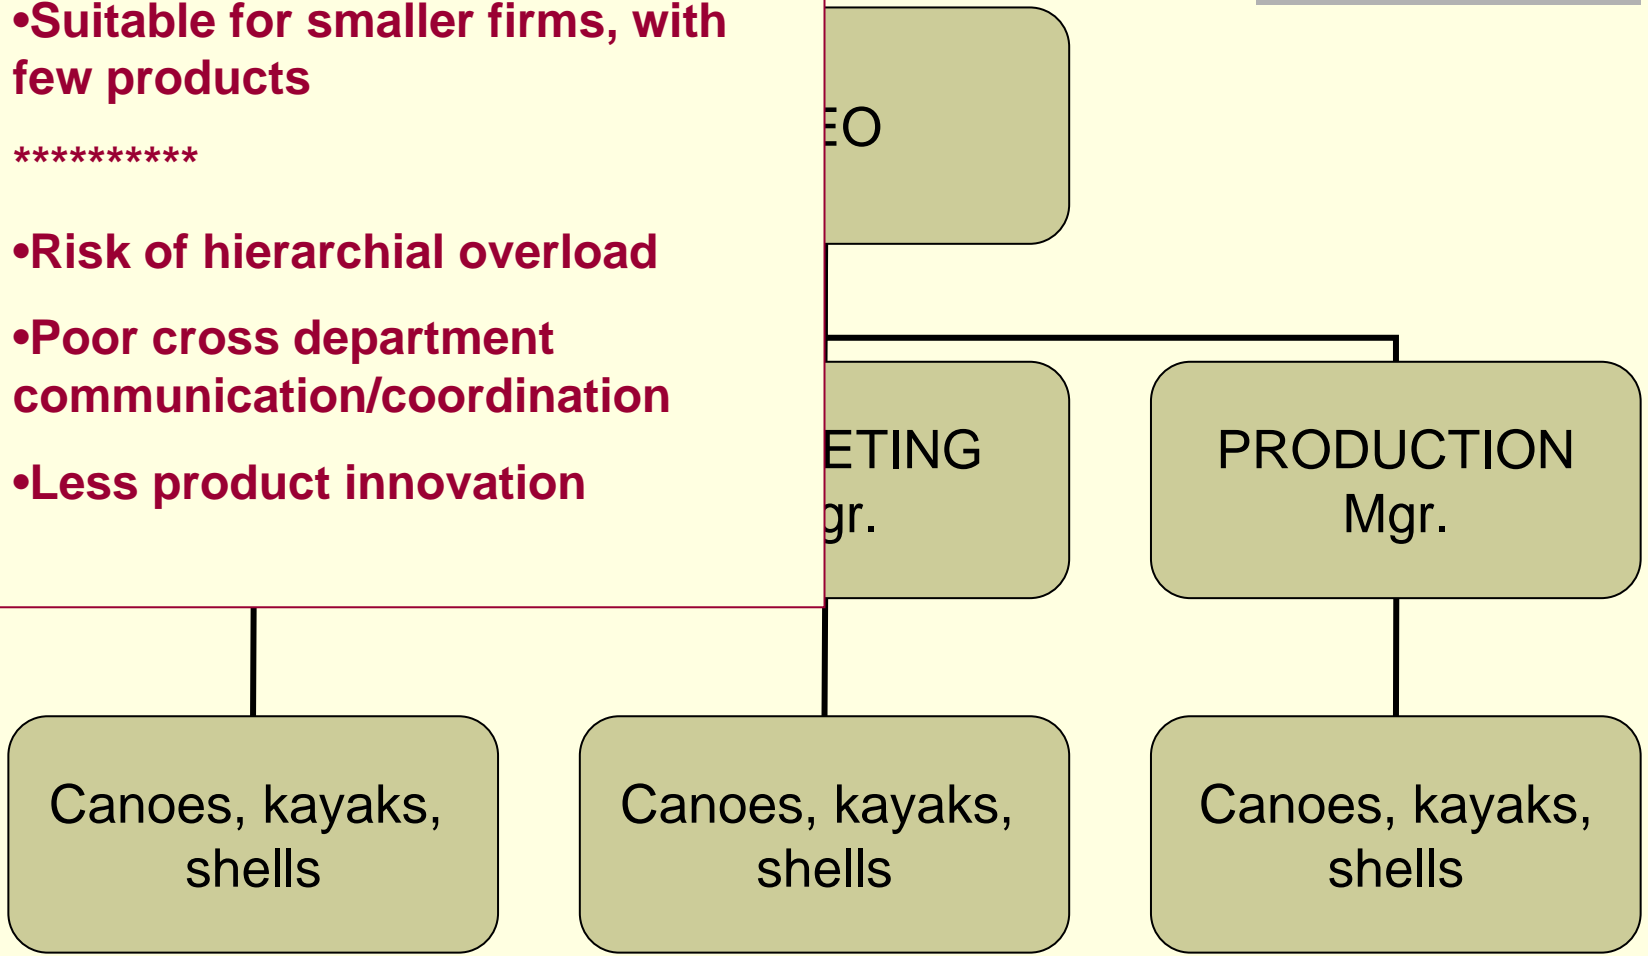 •Suitable for smaller firms, with
few products
**********
•Risk of hierarchial overload
•Poor cross department
communication/coordination
•Less product innovation
EO
ETING
gr.
PRODUCTION
Mgr.
Canoes, kayaks,
shells
Canoes, kayaks,
shells
Canoes, kayaks,
shells